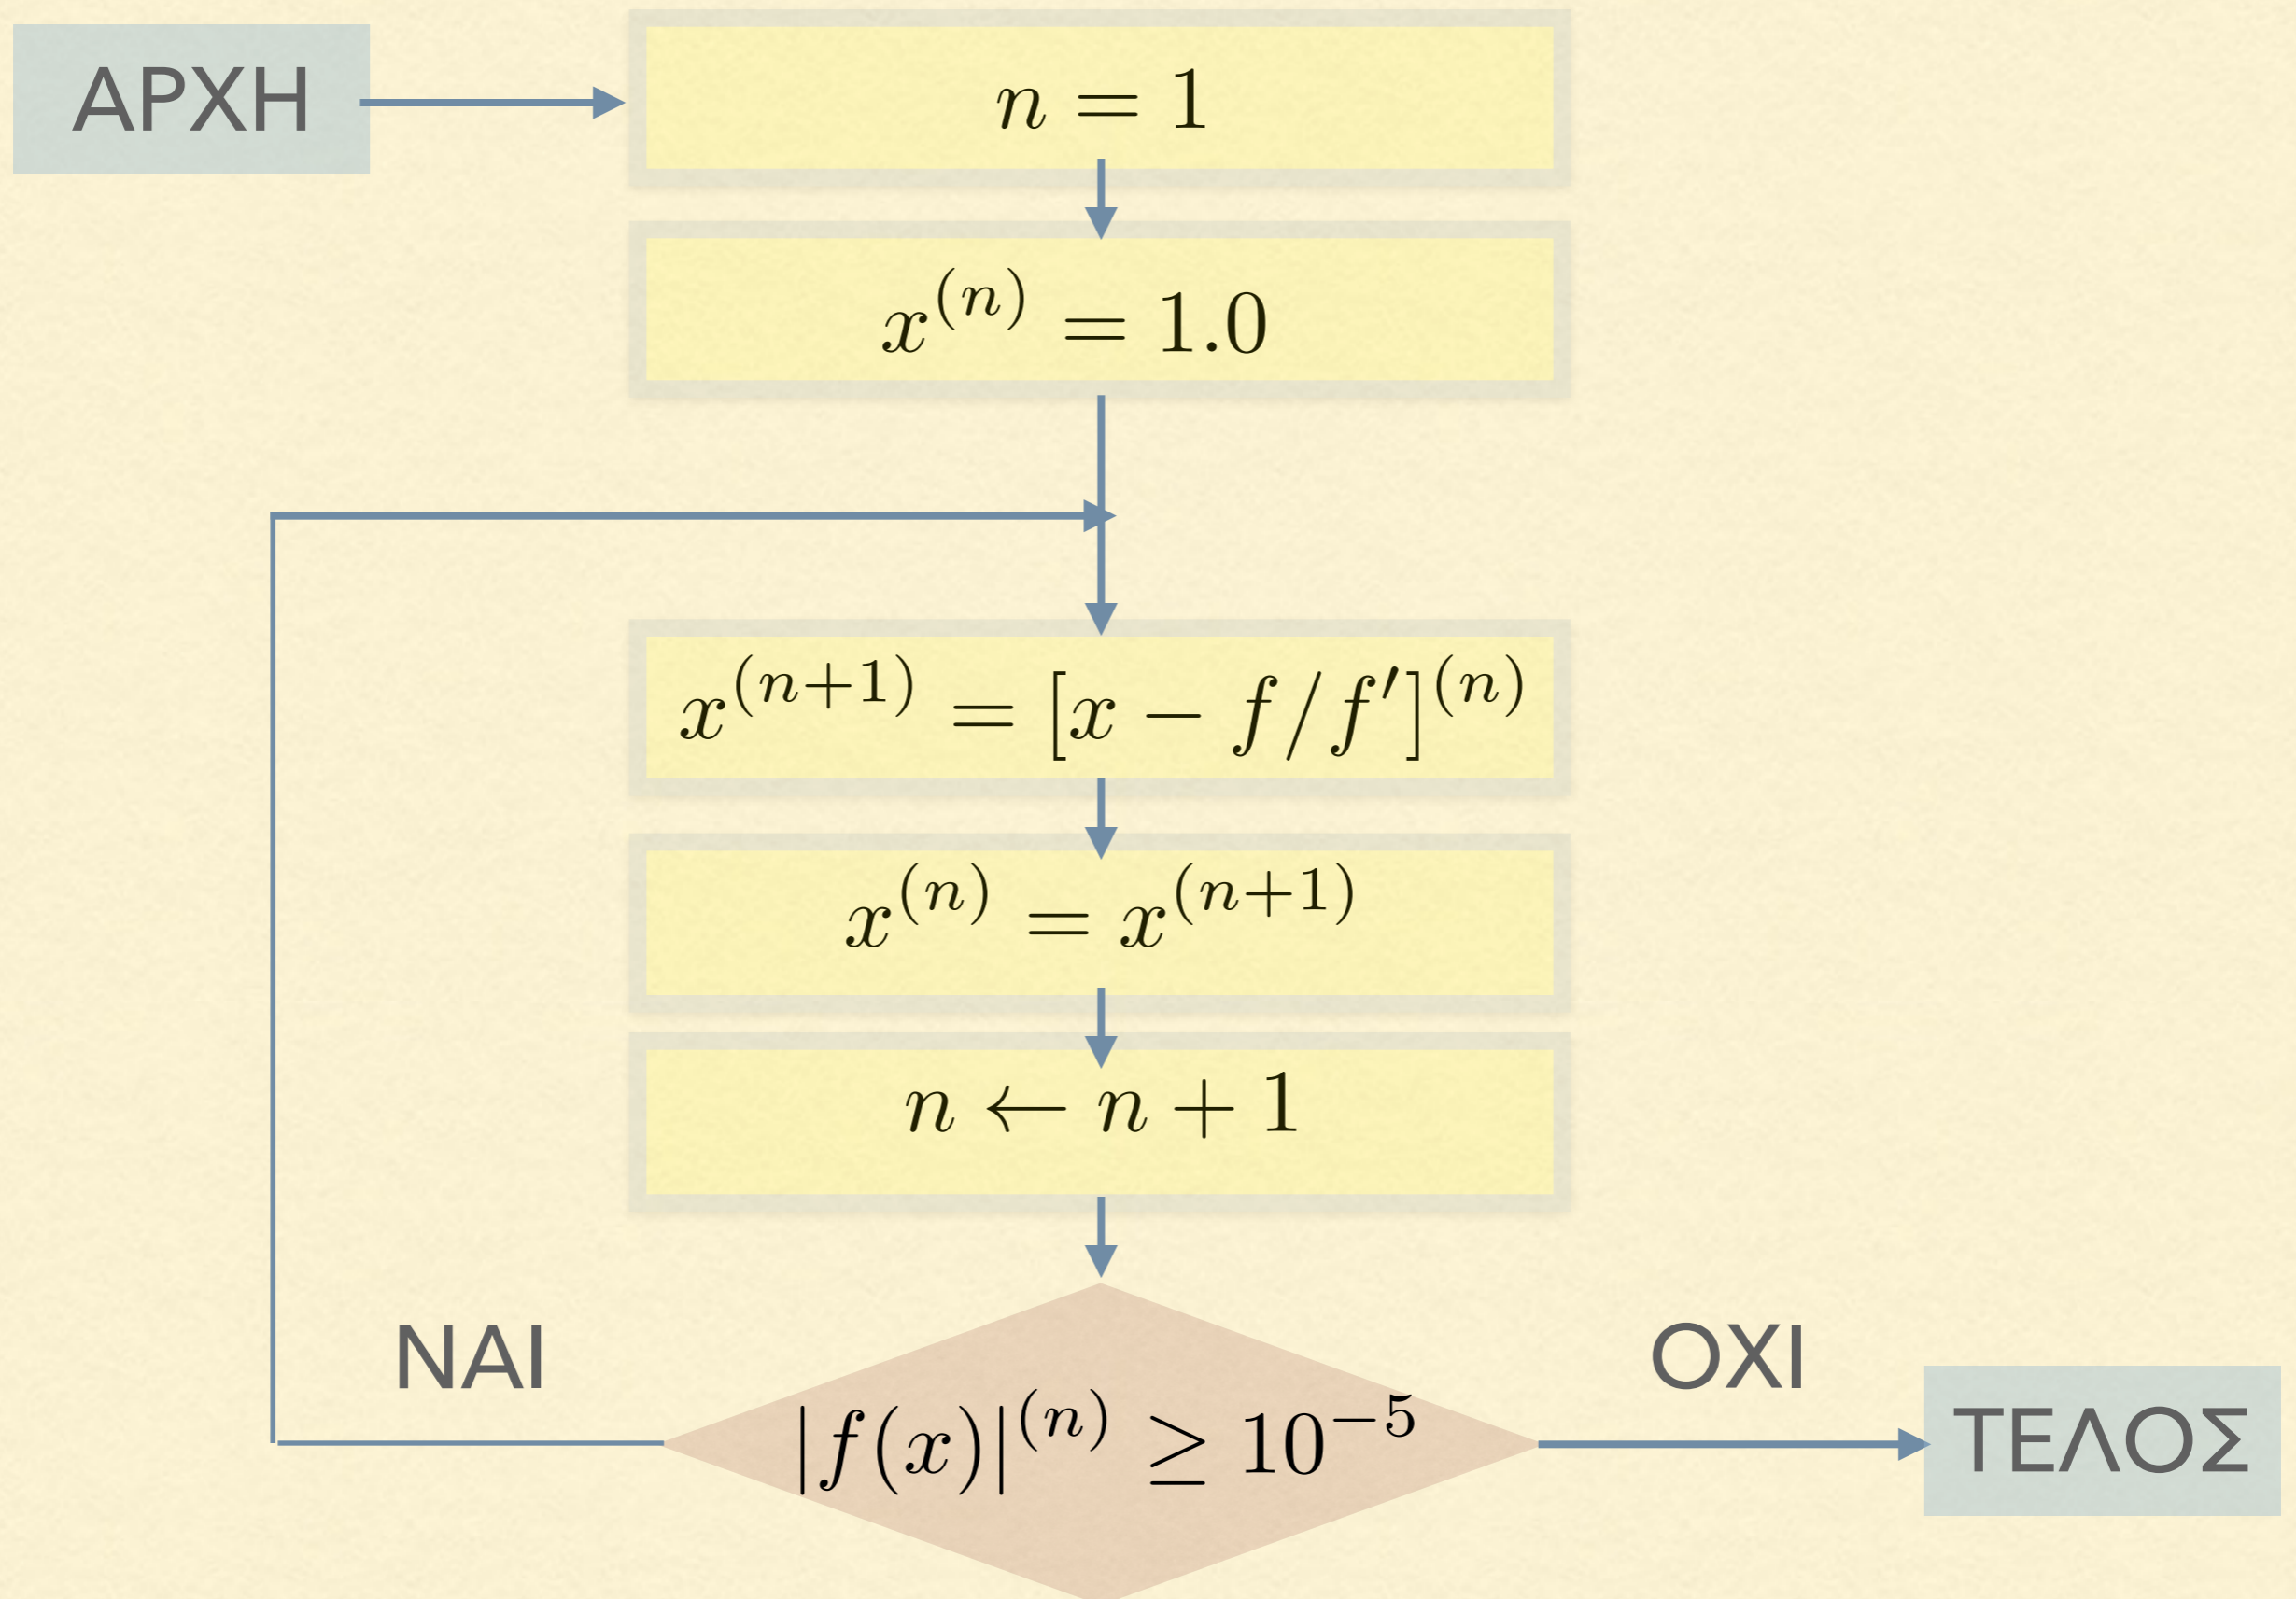 ΑΡΧΗ
n = 1
x^{(n)} = 1.0
x^{(n+1)} = [x − f/f′]^{(n)}
x^{(n)} = x^{(n+1)}
n ← n + 1
ΝΑΙ
|f(x)|^{(n)} ≥ 10^{−5}
ΟΧΙ
ΤΕΛΟΣ